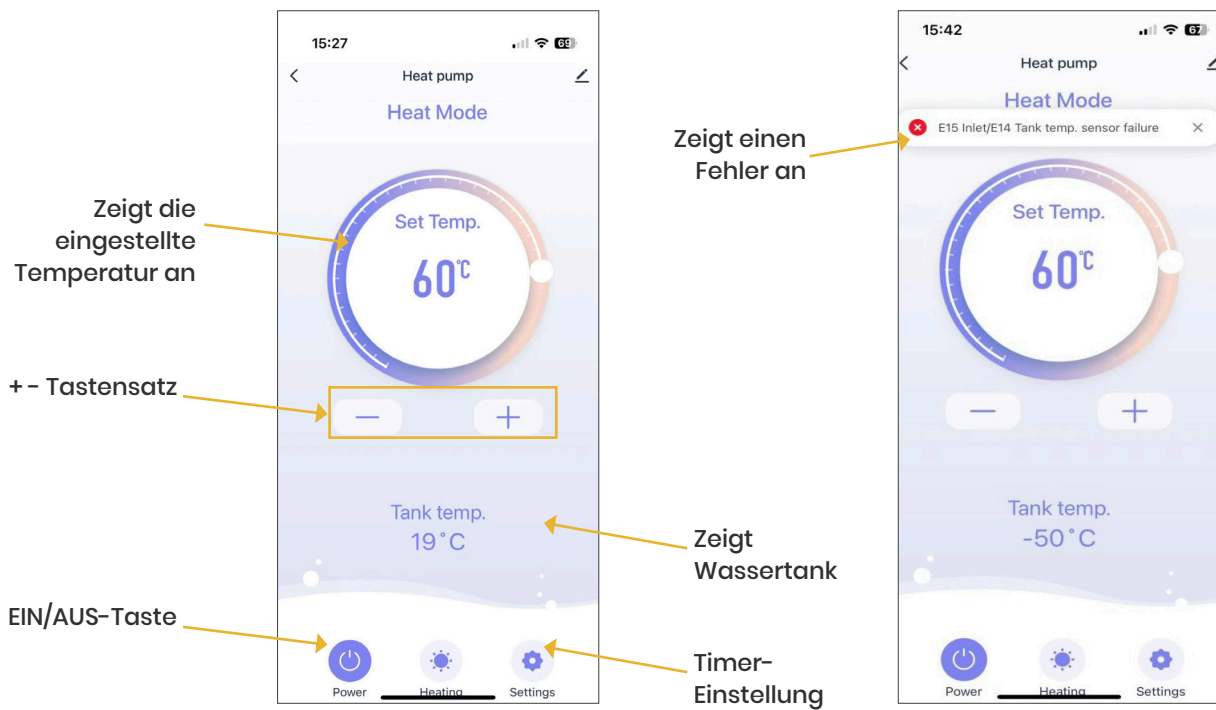 15:27
69
Heat pump
Heat Mode
Zeigt die
eingestellte
Temperatur an
Set Temp.
60°C
+- Tastensatz
Tank temp.
19°C
EIN/AUS-Taste
Power
Heating
Settings
Zeigt einen
Fehler an
Zeigt
Wassertank
Timer-
Einstellung
15:42
67
Heat pump
Heat Mode
E15 Inlet/E14 Tank temp. sensor failure
Set Temp.
60°C
Tank temp.
-50°C
Power
Heating
Settings